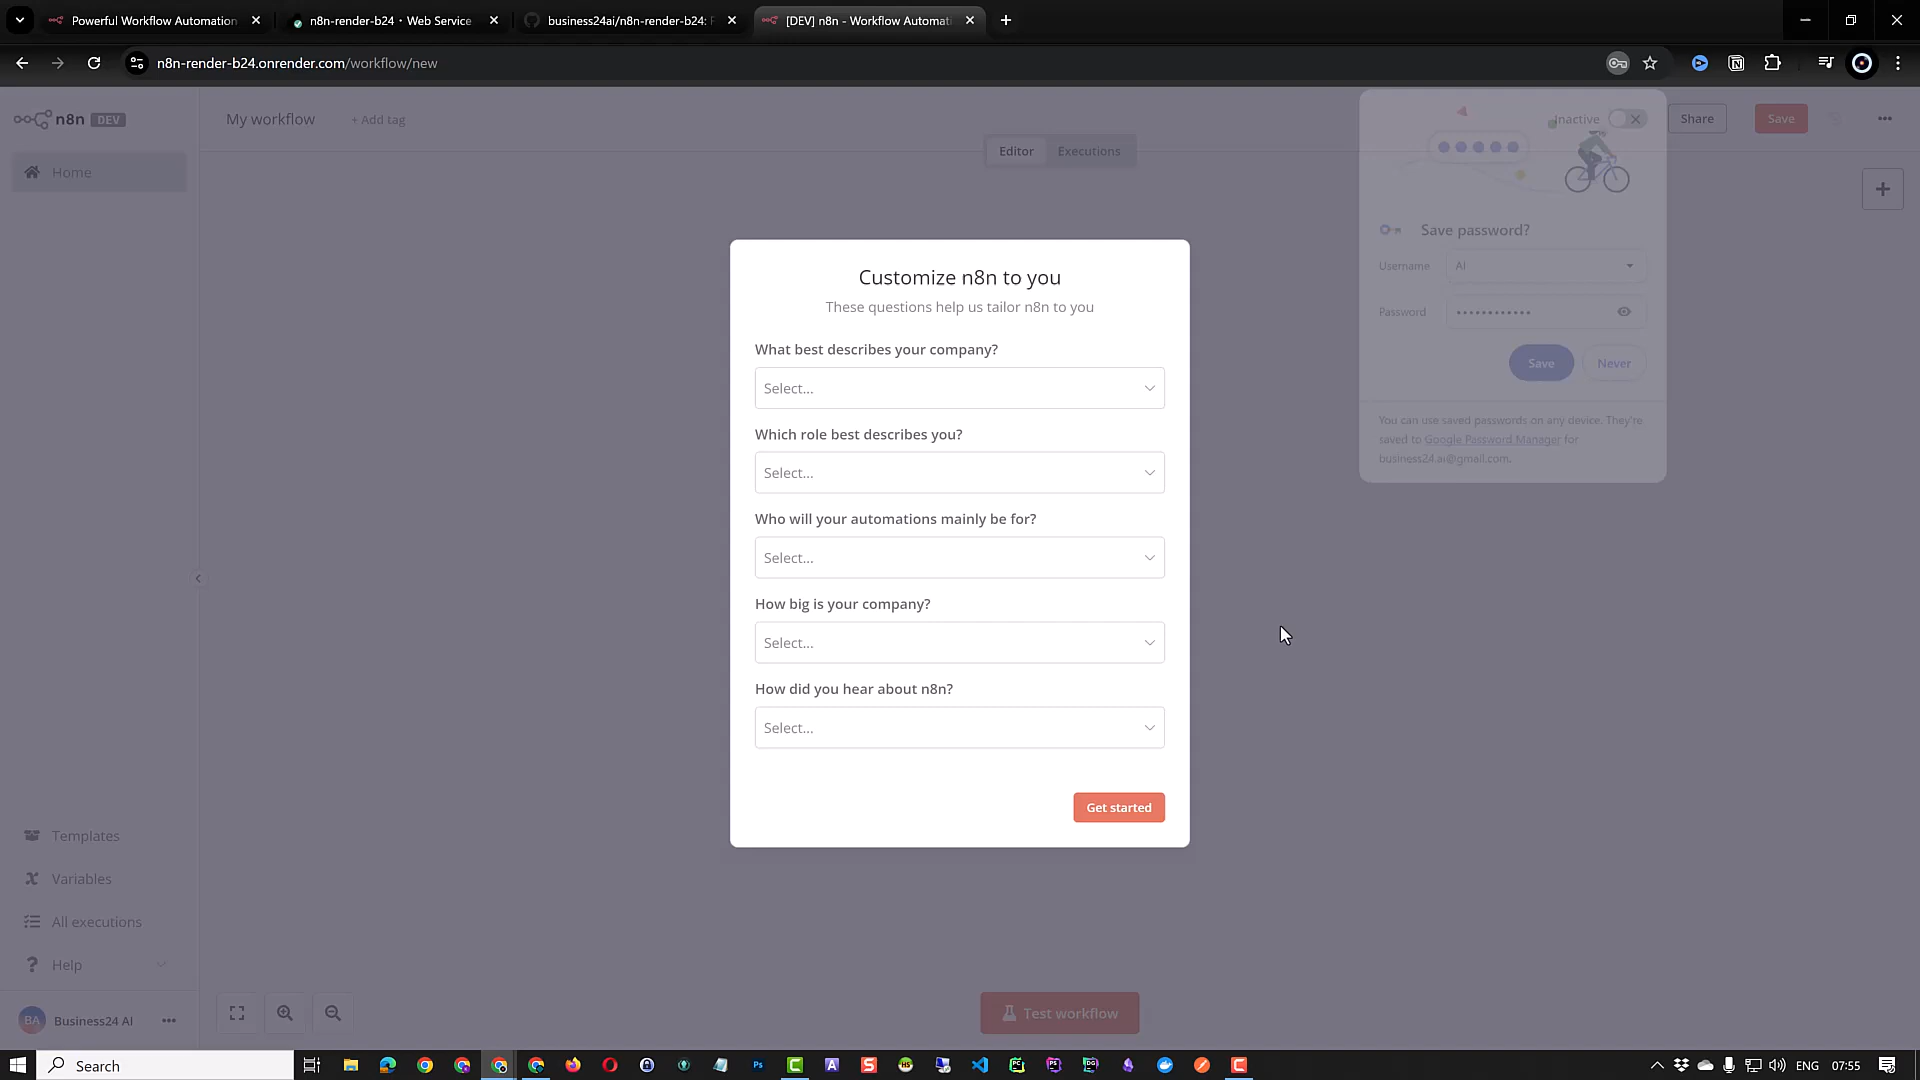 Powerful Workflow Automation
n8n-render-b24 · Web Service
business24ai/n8n-render-b24: F
[DEV] n8n - Workflow Automati
n8n-render-b24.onrender.com/workflow/new
n8n DEV
My workflow
+ Add tag
Inactive
Share
Save
Editor
Executions
Home
Save password?
Username
AI
Password
Save
Never
You can use saved passwords on any device. They're
saved to Google Password Manager for
business24.ai@gmail.com.
Customize n8n to you
These questions help us tailor n8n to you
What best describes your company?
Select...
Which role best describes you?
Select...
Who will your automations mainly be for?
Select...
How big is your company?
Select...
How did you hear about n8n?
Select...
Get started
Templates
Variables
All executions
Help
BA
Business24 AI
Test workflow
Search
ENG
07:55